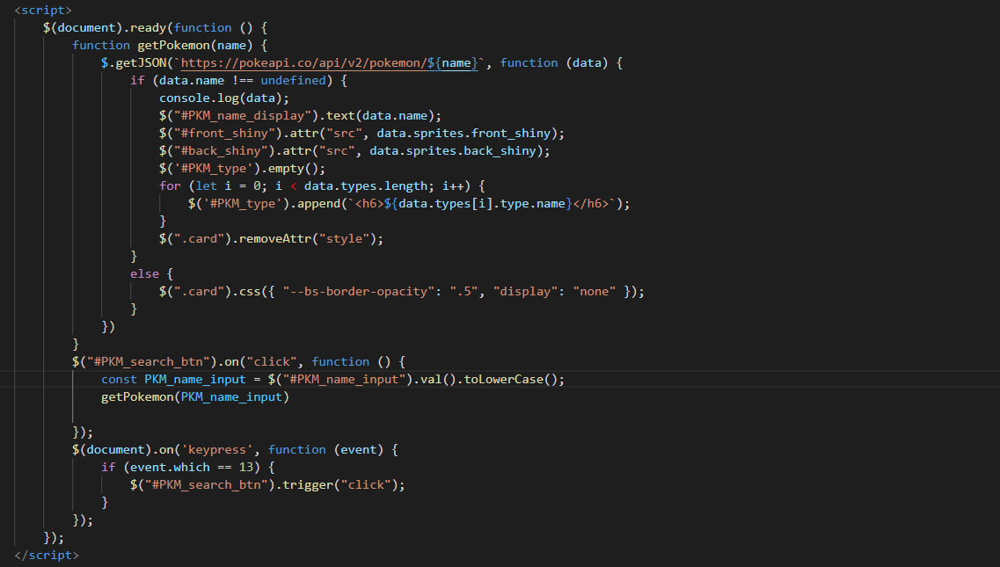 <script>
$(document).ready(function () {
function getPokemon(name) {
$.getJSON(`https://pokeapi.co/api/v2/pokemon/${name}`, function (data) {
if (data.name !== undefined) {
console.log(data);
$("#PKM_name_display").text(data.name);
$("#front_shiny").attr("src", data.sprites.front_shiny);
$("#back_shiny").attr("src", data.sprites.back_shiny);
$('#PKM_type').empty();
for (let i = 0; i < data.types.length; i++) {
$('#PKM_type').append(`<h6>${data.types[i].type.name}</h6>`);
}
$(".card").removeAttr("style");
}
else {
$(".card").css({ "--bs-border-opacity": ".5", "display": "none" });
}
})
}
$("#PKM_search_btn").on("click", function () {
const PKM_name_input = $("#PKM_name_input").val().toLowerCase();
getPokemon(PKM_name_input)
});
$(document).on('keypress', function (event) {
if (event.which == 13) {
$("#PKM_search_btn").trigger("click");
}
});
});
</script>